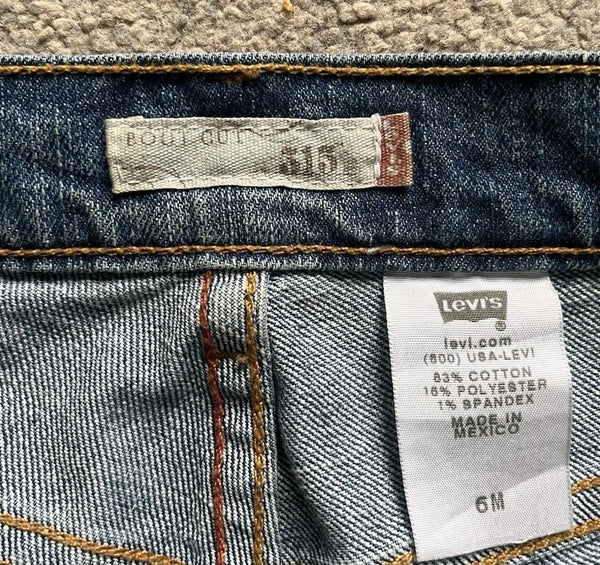 BOOT CUT
515
LEVI'S
®
levi.com
(800) USA-LEVI
83% COTTON
16% POLYESTER
1% SPANDEX
MADE IN
MEXICO
6M